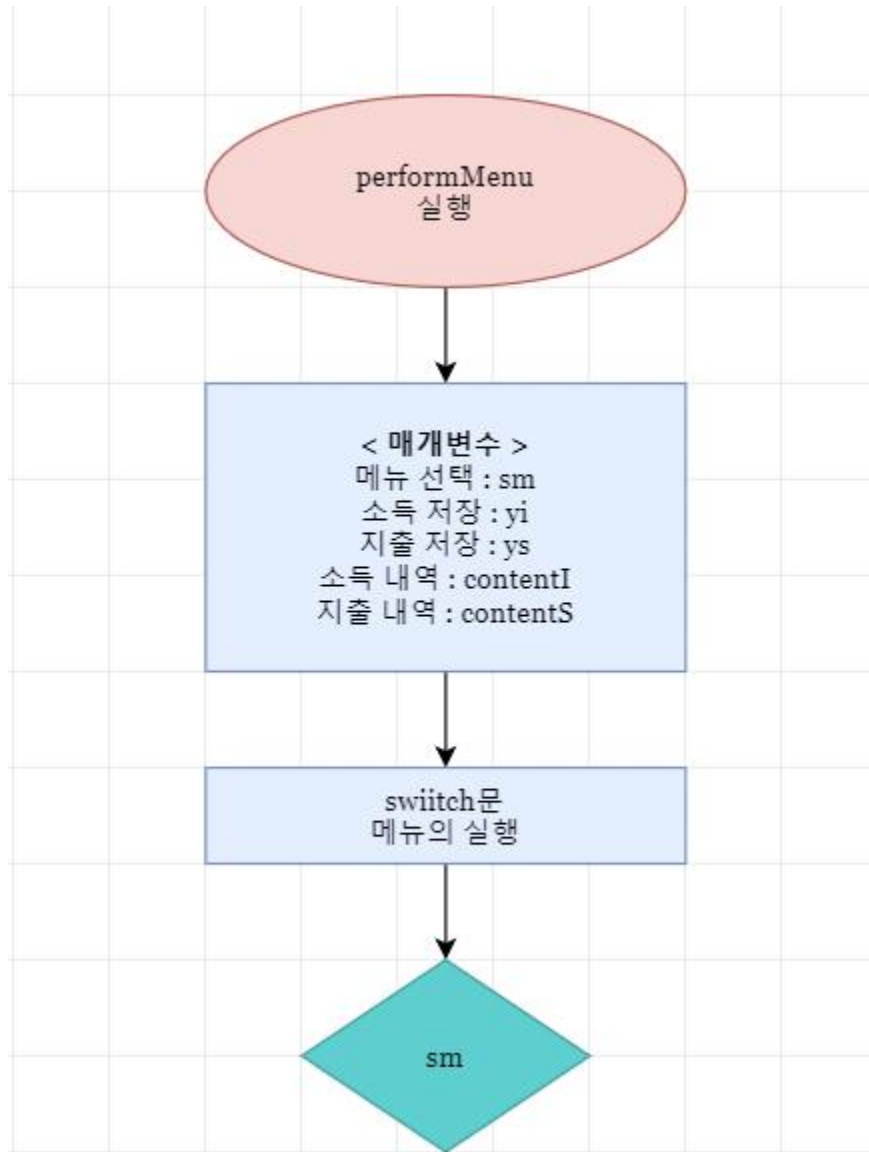 performMenu
실행
< 매개변수 >
메뉴 선택 : sm
소득 저장 : yi
지출 저장 : ys
소득 내역 : contentI
지출 내역 : contentS
swiitch문
메뉴의 실행
sm